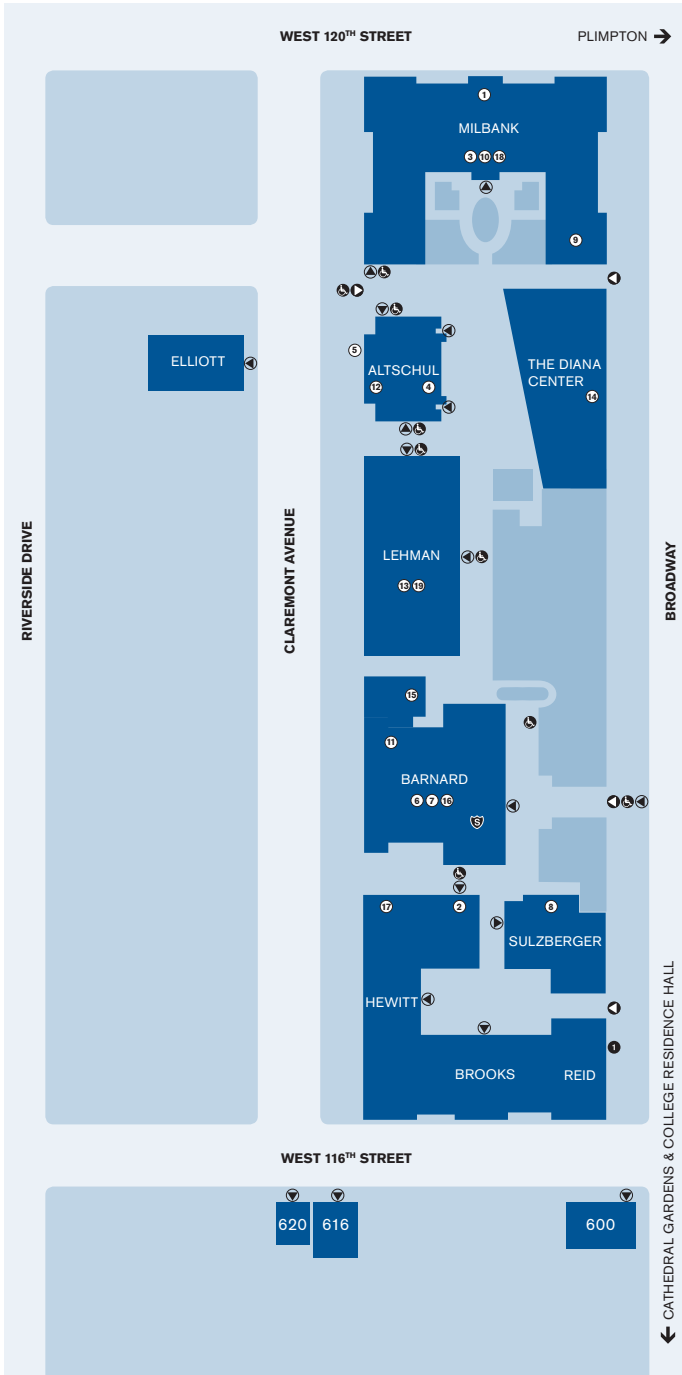 WEST 120TH STREET
PLIMPTON →
1
MILBANK
3 10 18
9
5
ELLIOTT
ALTSCHUL
12 4
THE DIANA
CENTER
14
RIVERSIDE DRIVE
CLAREMONT AVENUE
LEHMAN
13 19
BROADWAY
15
11
BARNARD
6 7 16
S
17 2
8
SULZBERGER
HEWITT
1
BROOKS
REID
WEST 116TH STREET
620
616
600
← CATHEDRAL GARDENS & COLLEGE RESIDENCE HALL